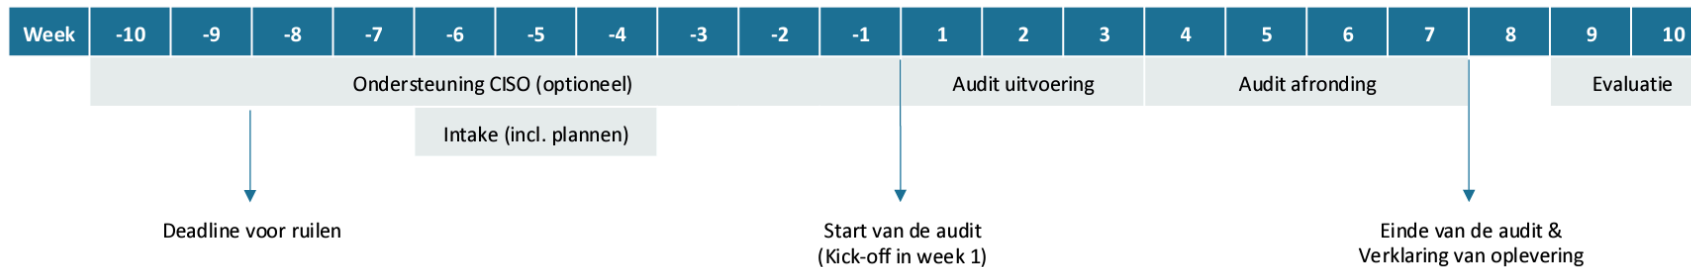 Week -10 -9 -8 -7 -6 -5 -4 -3 -2 -1 1 2 3 4 5 6 7 8 9 10
Ondersteuning CISO (optioneel) Audit uitvoering Audit afronding Evaluatie
Intake (incl. plannen)
Deadline voor ruilen Start van de audit Einde van de audit &
(Kick-off in week 1) Verklaring van oplevering